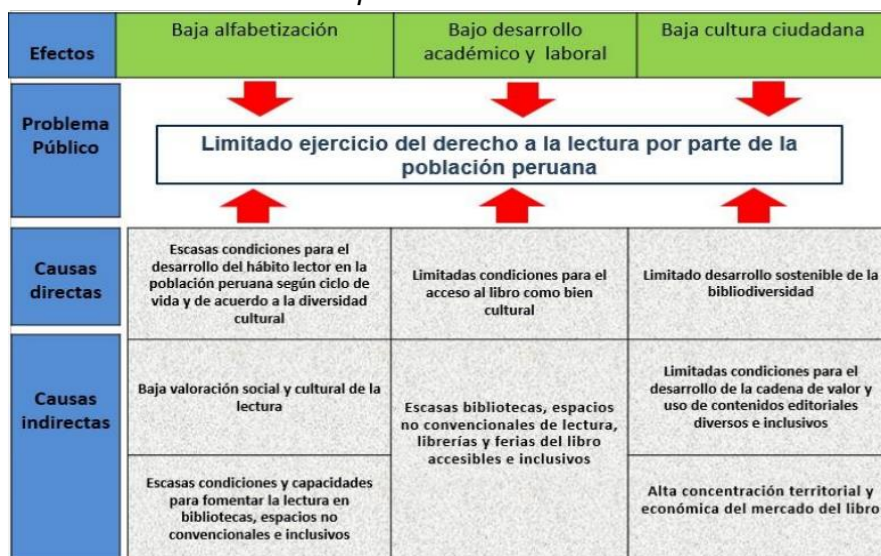 Efectos
Baja alfabetización
Bajo desarrollo
académico y laboral
Baja cultura ciudadana
Problema
Público
Limitado ejercicio del derecho a la lectura por parte de la
población peruana
Causas
directas
Escasas condiciones para el
desarrollo del hábito lector en la
población peruana según ciclo de
vida y de acuerdo a la diversidad
cultural
Limitadas condiciones para el
acceso al libro como bien
cultural
Limitado desarrollo sostenible de la
bibliodiversidad
Causas
indirectas
Baja valoración social y cultural de la
lectura
Escasas condiciones y capacidades
para fomentar la lectura en
bibliotecas, espacios no
convencionales e inclusivos
Escasas bibliotecas, espacios
no convencionales de lectura,
librerías y ferias del libro
accesibles e inclusivos
Limitadas condiciones para el
desarrollo de la cadena de valor y
uso de contenidos editoriales
diversos e inclusivos
Alta concentración territorial y
económica del mercado del libro